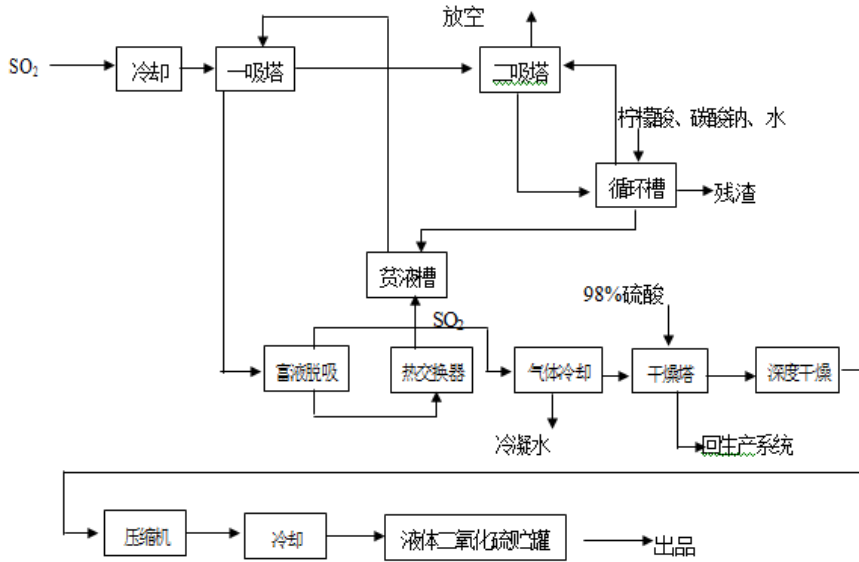 放空
SO₂
冷却
一吸塔
二吸塔
柠檬酸、碳酸钠、水
循环槽
残渣
贫液槽
98%硫酸
SO₂
富液脱吸
热交换器
气体冷却
干燥塔
深度干燥
冷凝水
回生产系统
压缩机
冷却
液体二氧化硫贮罐
出品